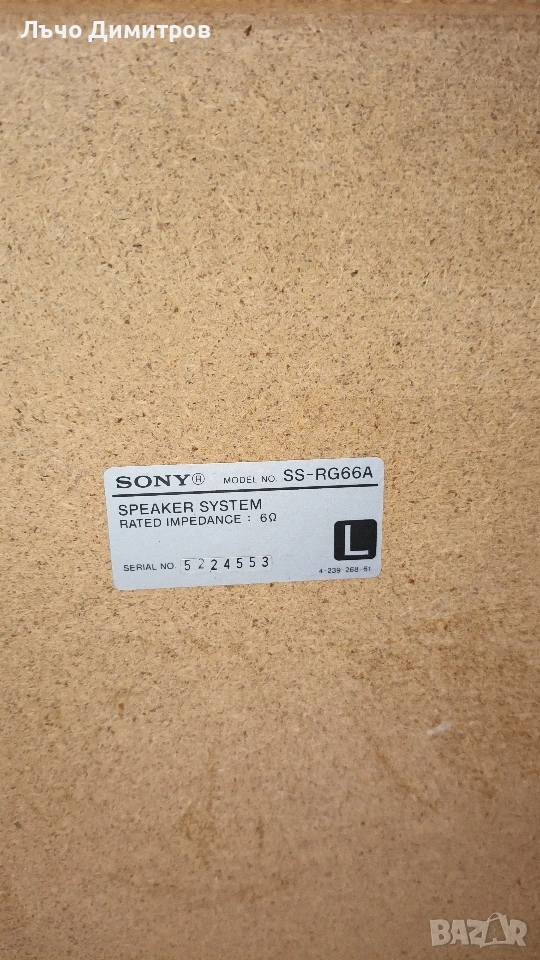 Лъчо Димитров
SONY® MODEL NO. SS-RG66A
SPEAKER SYSTEM
RATED IMPEDANCE : 6Ω
L
SERIAL NO. 5224553
4-239-268-61
BAZAR